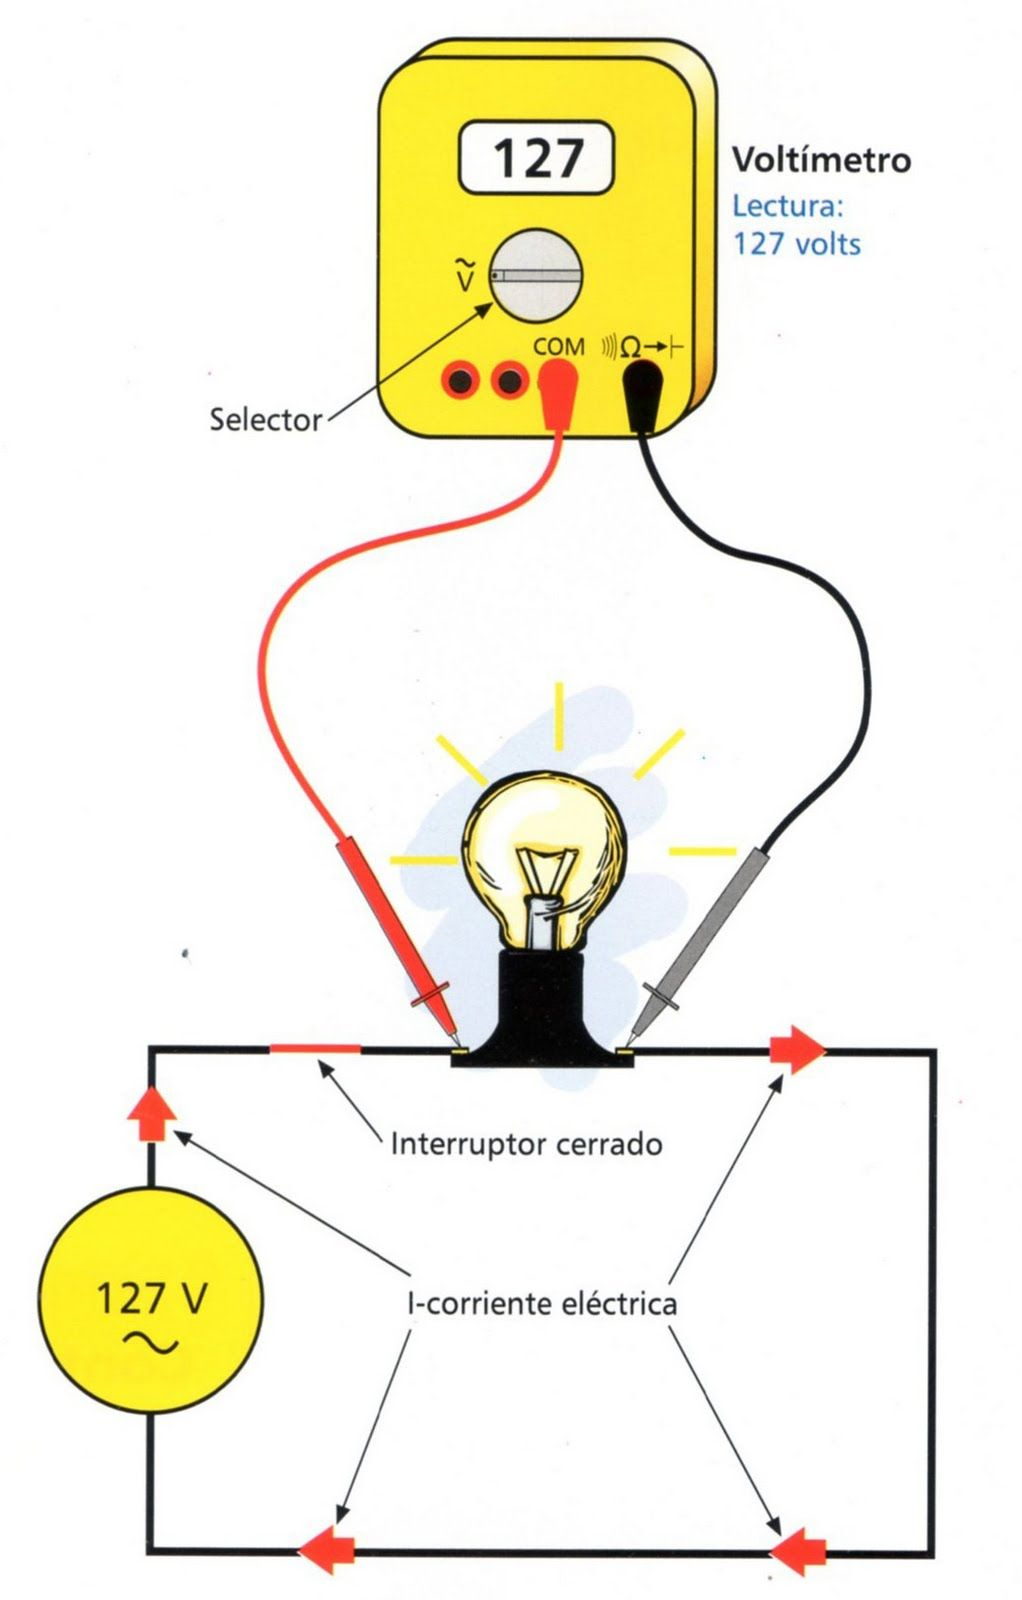 127
Voltímetro
Lectura:
127 volts
V
COM Ω
Selector
Interruptor cerrado
127 V
I-corriente eléctrica